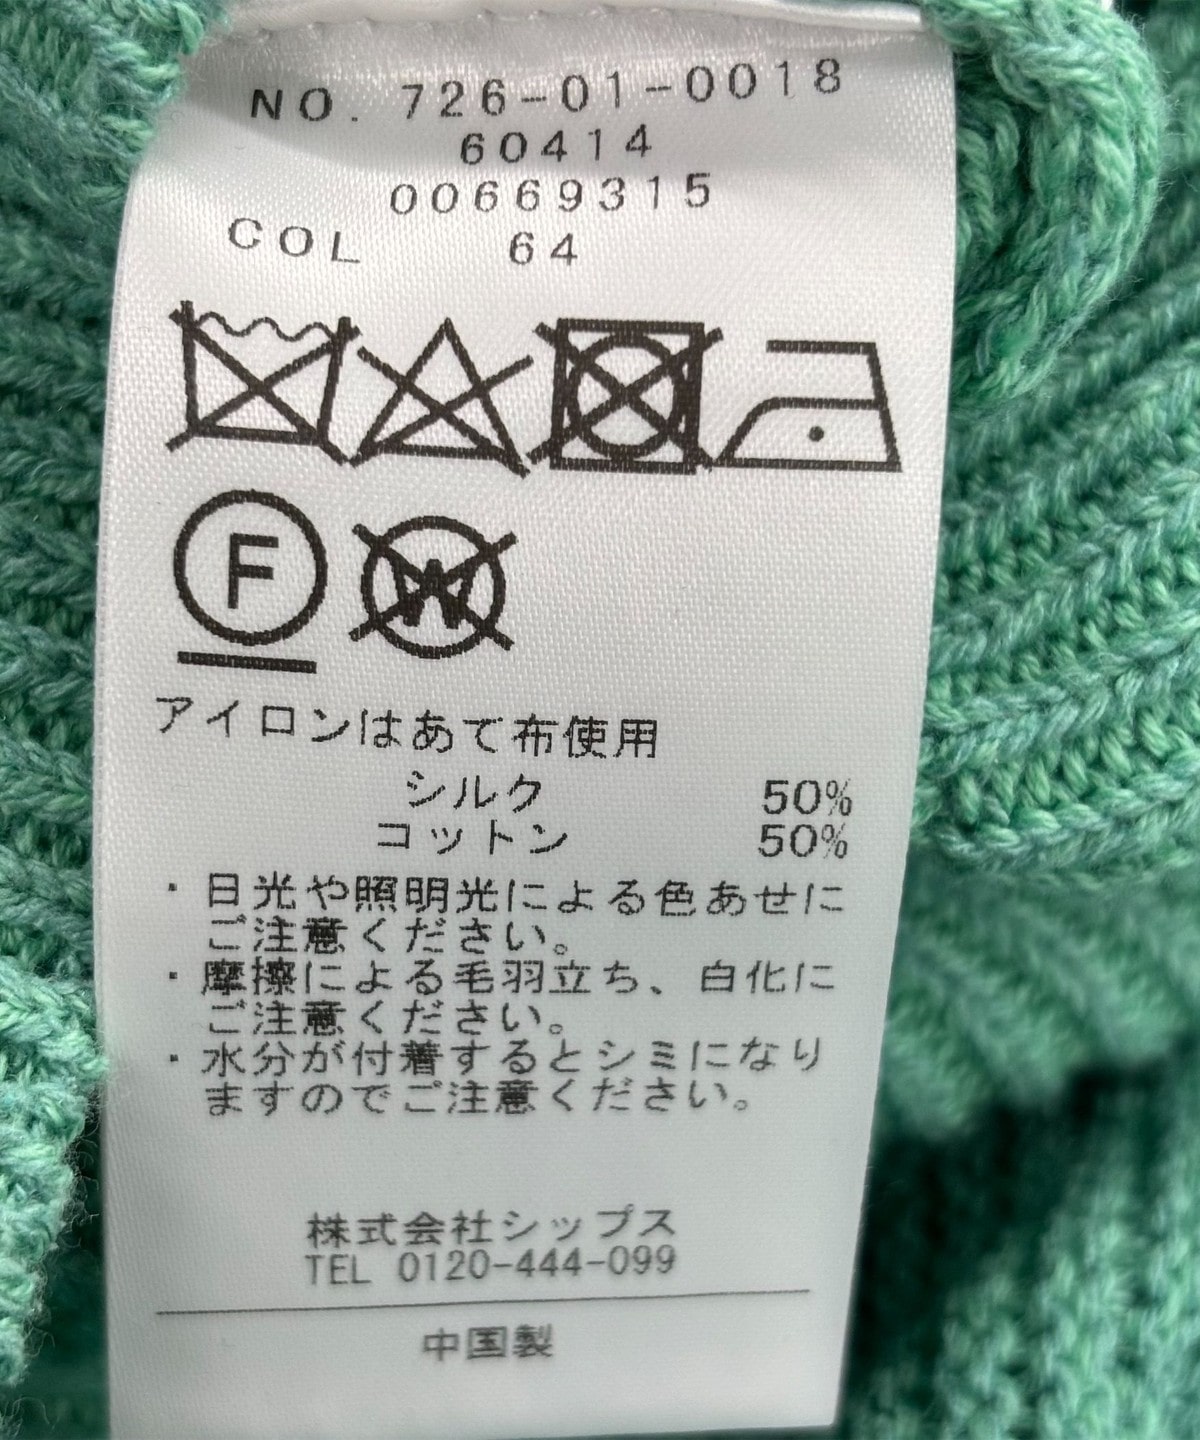 NO. 726-01-0018
60414
00669315
COL 64
F
W
アイロンはあて布使用
シルク 50%
コットン 50%
・日光や照明光による色あせに
ご注意ください。
・摩擦による毛羽立ち、白化に
ご注意ください。
・水分が付着するとシミになり
ますのでご注意ください。
株式会社シップス
TEL 0120-444-099
中国製